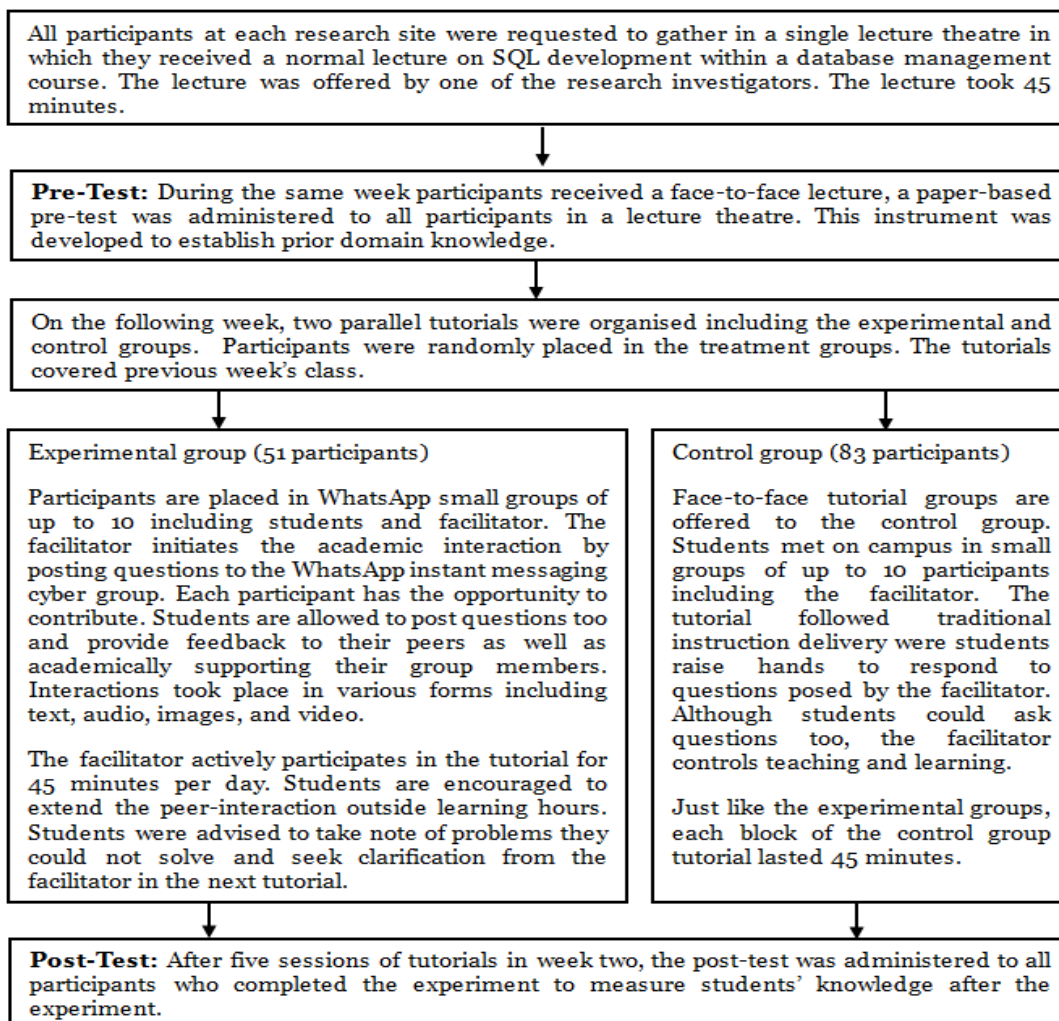 All participants at each research site were requested to gather in a single lecture theatre in
which they received a normal lecture on SQL development within a database management
course. The lecture was offered by one of the research investigators. The lecture took 45
minutes.
Pre-Test: During the same week participants received a face-to-face lecture, a paper-based
pre-test was administered to all participants in a lecture theatre. This instrument was
developed to establish prior domain knowledge.
On the following week, two parallel tutorials were organised including the experimental and
control groups. Participants were randomly placed in the treatment groups. The tutorials
covered previous week's class.
Experimental group (51 participants)
Participants are placed in WhatsApp small groups of
up to 10 including students and facilitator. The
facilitator initiates the academic interaction by
posting questions to the WhatsApp instant messaging
cyber group. Each participant has the opportunity to
contribute. Students are allowed to post questions too
and provide feedback to their peers as well as
academically supporting their group members.
Interactions took place in various forms including
text, audio, images, and video.
The facilitator actively participates in the tutorial for
45 minutes per day. Students are encouraged to
extend the peer-interaction outside learning hours.
Students were advised to take note of problems they
could not solve and seek clarification from the
facilitator in the next tutorial.
Control group (83 participants)
Face-to-face tutorial groups are
offered to the control group.
Students met on campus in small
groups of up to 10 participants
including the facilitator. The
tutorial followed traditional
instruction delivery were students
raise hands to respond to
questions posed by the facilitator.
Although students could ask
questions too, the facilitator
controls teaching and learning.
Just like the experimental groups,
each block of the control group
tutorial lasted 45 minutes.
Post-Test: After five sessions of tutorials in week two, the post-test was administered to all
participants who completed the experiment to measure students' knowledge after the
experiment.